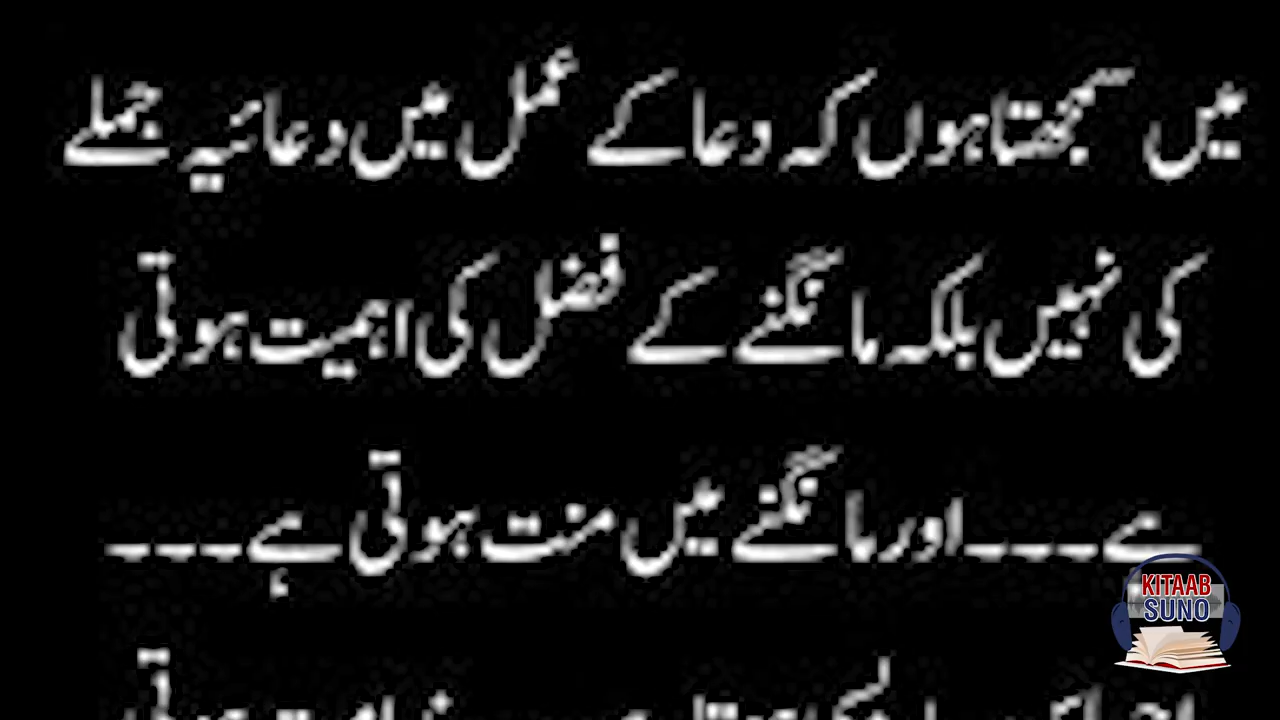 میں سمجھتا ہوں کہ دعا کے عمل میں دعائیہ جملے
کی نہیں بلکہ مانگنے کے فضل کی اہمیت ہوتی
ہے۔۔۔اور مانگنے میں منت ہوتی ہے۔۔۔
KITAAB
SUNO